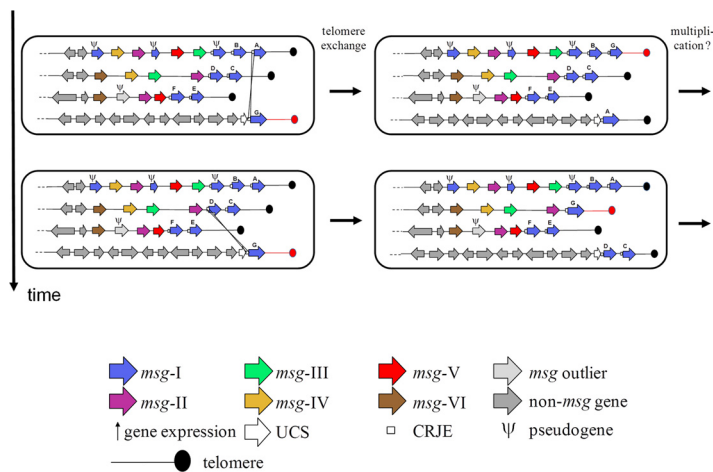 telomere
exchange
multipli-
cation?
Ψ Ψ Ψ B A
D C
Ψ F E
G
Ψ Ψ Ψ B G
D C
Ψ F E
A
Ψ Ψ Ψ B A
D C
Ψ F E
G
Ψ Ψ Ψ B A
G
Ψ F E
D C
time
msg-I msg-III msg-V msg outlier
msg-II msg-IV msg-VI non-msg gene
gene expression UCS CRJE Ψ pseudogene
telomere